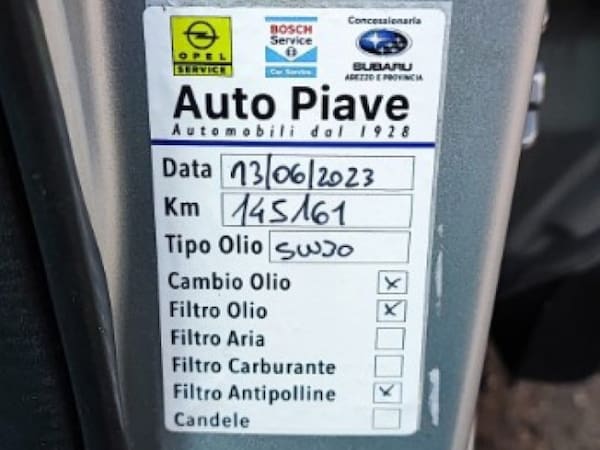 OPEL
SERVICE
BOSCH
Service
Car Service
Concessionaria
SUBARU
AREZZO E PROVINCIA
Auto Piave
Automobili dal 1928
Data 13/06/2023
Km 145161
Tipo Olio 5W30
Cambio Olio x
Filtro Olio x
Filtro Aria
Filtro Carburante
Filtro Antipolline x
Candele